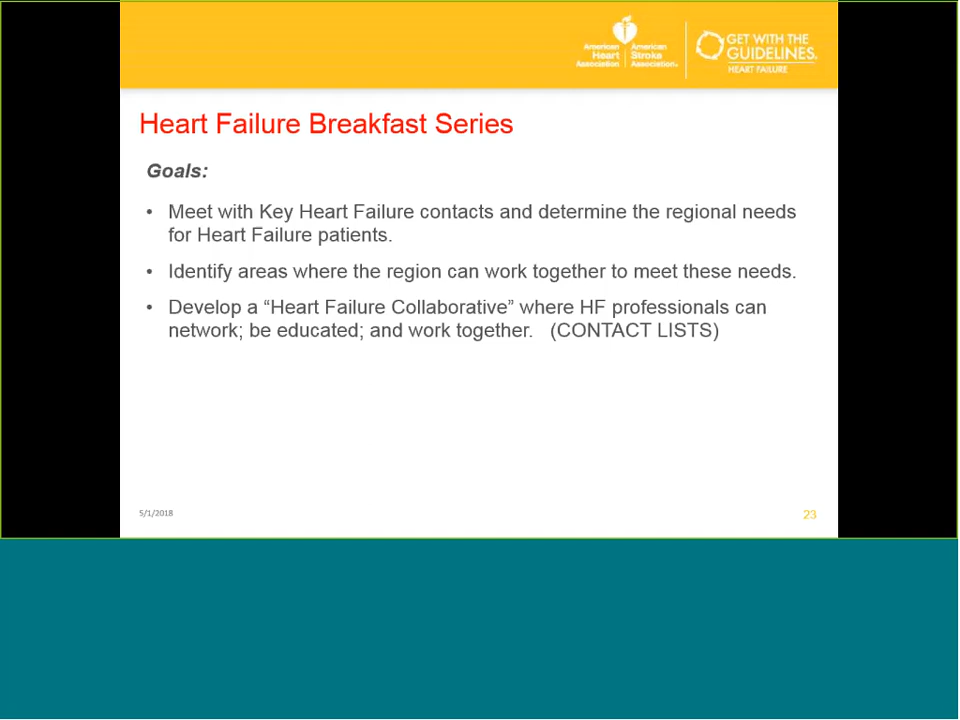 American Heart Association.
American Stroke Association.
GET WITH THE GUIDELINES.
HEART FAILURE
Heart Failure Breakfast Series
Goals:
• Meet with Key Heart Failure contacts and determine the regional needs
for Heart Failure patients.
• Identify areas where the region can work together to meet these needs.
• Develop a “Heart Failure Collaborative” where HF professionals can
network; be educated; and work together. (CONTACT LISTS)
5/1/2018
23